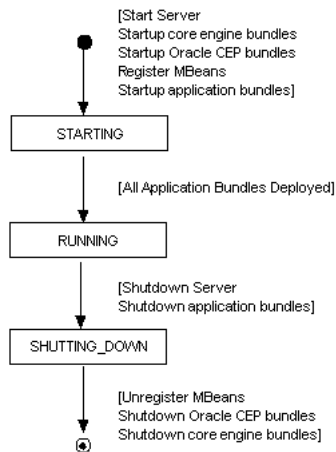 [Start Server
Startup core engine bundles
Startup Oracle CEP bundles
Register MBeans
Startup application bundles]
STARTING
[All Application Bundles Deployed]
RUNNING
[Shutdown Server
Shutdown application bundles]
SHUTTING_DOWN
[Unregister MBeans
Shutdown Oracle CEP bundles
Shutdown core engine bundles]